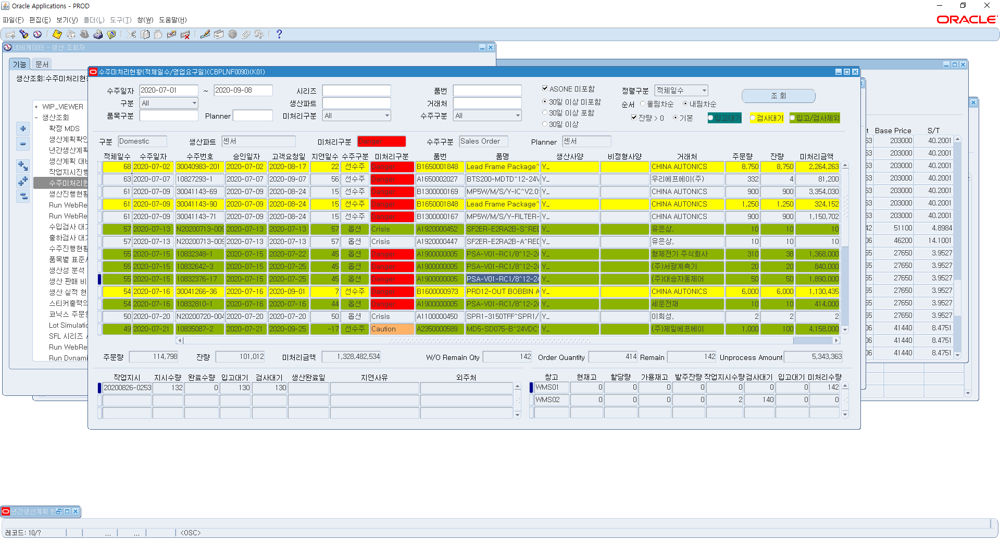 Oracle Applications - PROD
파일(F) 편집(E) 보기(V) 폴더(L) 도구(T) 창(W) 도움말(H)
ORACLE
네비게이터 - 생산 조회자
기능 문서
생산조회:수주미처리현황
+ WIP_VIEWER
- 생산조회
확정 MDS
생산계획확인
년간생산계획
생산계획 대비
작업지시진행
수주미처리현
생산진행현황
Run WebRe
Run WebRe
수입검사 대기
출하검사 대기
수주진행현황
품목별 표준
생산성 분석
생산 판매 비
생산 실적 현
스티커출력의
코닉스 주문
Lot Simulatio
SFL 시리즈
Run WebRe
Run Dynami
수주미처리현황(적체일수/영업요구일)(CBPLNF0090)(K01)
수주일자 2020-07-01 ~ 2020-09-08 시리즈 품번 ASONE 미포함 정렬구분 적체일수 조 회
구분 All 생산파트 거래처 30일 이상 미포함 순서 올림차순 내림차순
품목구분 Planner 미처리구분 All 수주구분 All 30일 이상 포함 잔량 > 0 기본 입고대기 검사대기 입고/검사제외
30일 이상
구분 Domestic 생산파트 센서 미처리구분 Danger 수주구분 Sales Order Planner 센서
적체일수 수주일자 수주번호 승인일자 고객요청일 지연일수 수주구분 미처리구분 품번 품명 생산사양 비정형사양 거래처 주문량 잔량 미처리금액
68 2020-07-02 30040983-201 2020-07-02 2020-08-17 22 선수주 Danger B1650001848 Lead Frame Package^ Y_ CHINA AUTONICS 8,750 8,750 2,264,263
63 2020-07-07 10827293-1 2020-07-07 2020-09-07 56 선수주 Danger A1650002027 BTS200-MDTD^12-24V Y_ 우리에프에이(주) 332 4 81,200
61 2020-07-09 30041143-69 2020-07-09 2020-08-24 15 선수주 Danger B1300000169 MP5W/M/S/Y-IC^V2.0 Y_ CHINA AUTONICS 900 900 3,354,030
61 2020-07-09 30041143-90 2020-07-09 2020-08-24 15 선수주 Danger B1650001848 Lead Frame Package^ Y_ CHINA AUTONICS 1,250 1,250 324,152
61 2020-07-09 30041143-71 2020-07-09 2020-08-24 15 선수주 Danger B1300000167 MP5W/M/S/Y-FILTER- Y_ CHINA AUTONICS 900 900 1,150,702
57 2020-07-13 N20200713-009 2020-07-13 2020-07-13 57 옵션 Crisis A1920000452 SF2ER-E2RA2B-S^RED Y_ 유은상, 10 10 10
57 2020-07-13 N20200713-009 2020-07-13 2020-07-13 57 옵션 Crisis A1920000447 SF2ER-E2RA2B-A^RED Y_ 유은상, 10 10 10
55 2020-07-15 10832348-1 2020-07-15 2020-07-22 45 옵션 Danger A1900000005 PSA-V01-RC1/8^12-24 Y_ 형제전기 주식회사 310 38 1,368,000
55 2020-07-15 10832642-3 2020-07-15 2020-07-25 45 옵션 Danger A1900000005 PSA-V01-RC1/8^12-24 Y_ (주)서광계측기 20 20 840,000
55 2020-07-15 10832376-17 2020-07-15 2020-07-25 45 옵션 Danger A1900000005 PSA-V01-RC1/8^12-24 Y_ (주)대승자동제어 50 50 1,890,000
54 2020-07-16 30041266-36 2020-07-16 2020-09-01 7 선수주 Danger B1600000973 PRD12-OUT BOBBIN A Y_ CHINA AUTONICS 6,000 6,000 1,130,435
54 2020-07-16 10832810-1 2020-07-16 2020-07-16 44 옵션 Danger A1900000005 PSA-V01-RC1/8^12-24 Y_ 세운전재 10 10 414,000
50 2020-07-20 N20200720-004 2020-07-20 2020-07-20 50 옵션 Crisis A1100000450 SPR1-3150TFF^SPR1/ Y_ 이희성, 2 2 2
49 2020-07-21 10835087-2 2020-07-21 2020-09-25 -17 선수주 Caution A2350000589 MD5-SD075-B^24VDC^ Y_ (주)제일에프에이 1,000 100 4,158,000
주문량 114,798 잔량 101,012 미처리금액 1,328,482,534 W/O Remain Qty 142 Order Quantity 414 Remain 142 Unprocess Amount 5,343,363
작업지시 지시수량 완료수량 입고대기 검사대기 생산완료일 지연사유 외주처
20200826-0253 132 0 130 130
창고 현재고 할당량 가용재고 발주잔량 작업지시수량 검사대기 입고대기 미처리수량
WMS01 0 0 0 0 0 0 0 142
WMS02 0 0 0 0 2 140 0 0
t Base Price S/T
63 203000 40.2001
203000 40.2001
63 203000 40.2001
63 203000 40.2001
63 203000 40.2001
63 203000 40.2001
63 203000 40.2001
42 51100 4.8984
06 46200 14.1001
55 27650 3.9527
55 27650 3.9527
55 27650 3.9527
55 27650 3.9527
55 27650 3.9527
55 27650 3.9527
06 41440 8.4751
06 41440 8.4751
06 41440 8.4751
년간생산계획 현
레코드: 10/? ... ... <OSC>